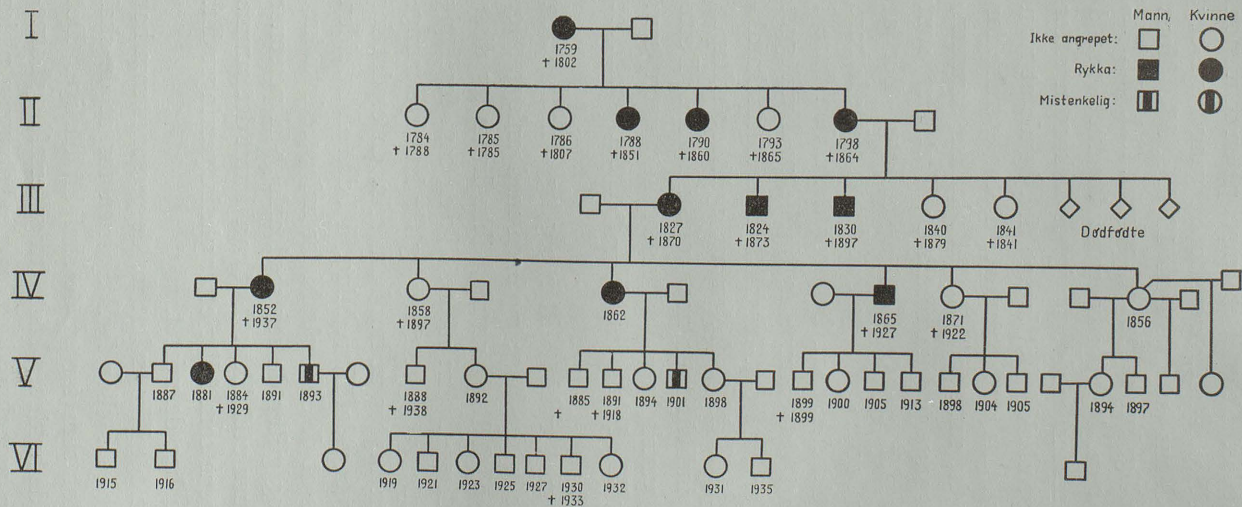 Mann, Kvinne
I
Ikke angrepet:
1759
† 1802
Rykka:
II
Mistenkelig:
1784 1785 1786 1788 1790 1793 1798
† 1788 † 1785 † 1807 † 1851 † 1860 † 1865 † 1864
III
1827 1824 1830 1840 1841
† 1870 † 1873 † 1897 † 1879 † 1841
Dødfødte
IV
1852 1858 1862 1865 1871 1856
† 1937 † 1897 † 1927 † 1922
V
1887 1881 1884 1891 1893 1888 1892 1885 1891 1894 1901 1898 1899 1900 1905 1913 1898 1904 1905 1894 1897
† 1929 † 1938 † † 1918 † 1899
VI
1915 1916 1919 1921 1923 1925 1927 1930 1932 1931 1935
† 1933